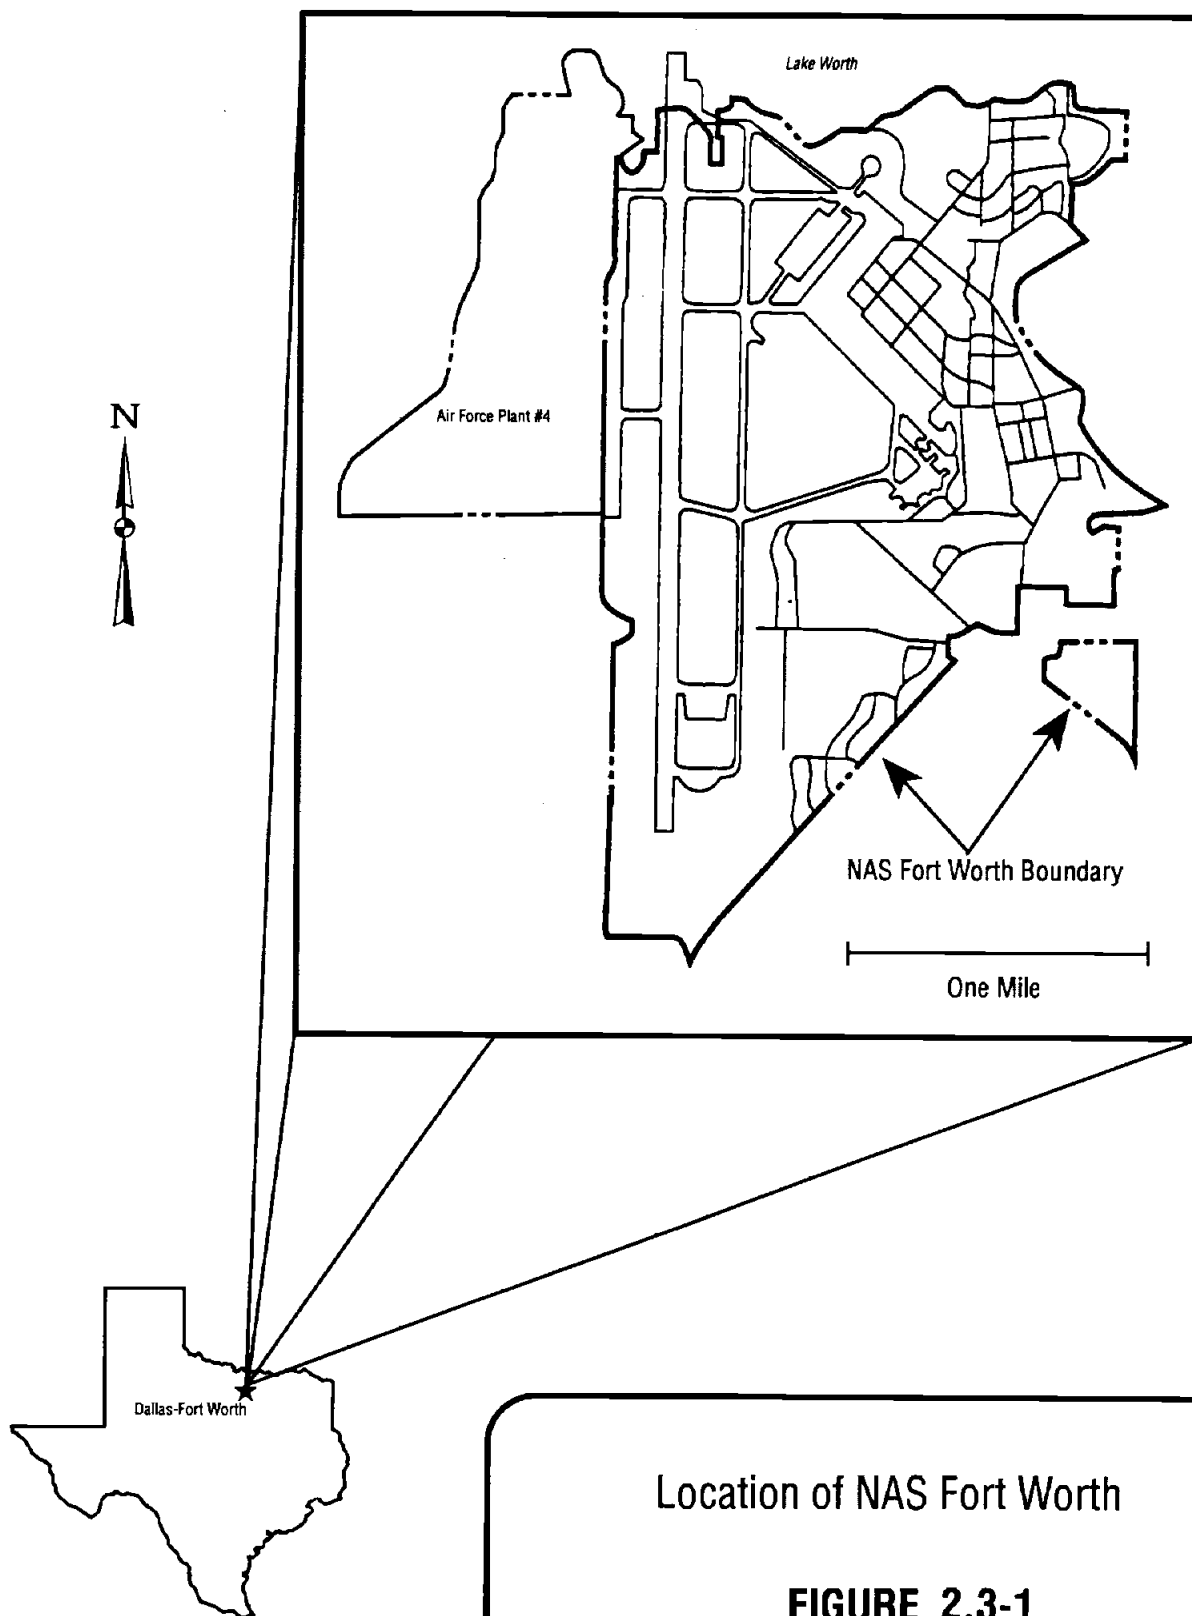 Lake Worth
N
Air Force Plant #4
NAS Fort Worth Boundary
One Mile
Dallas-Fort Worth
Location of NAS Fort Worth
FIGURE 2.3-1